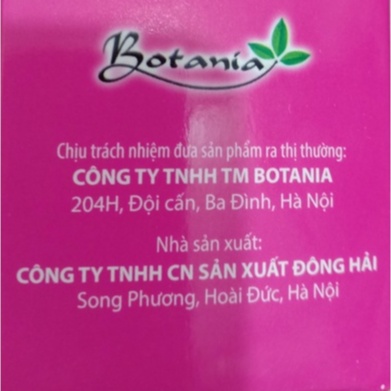 Botania
Chịu trách nhiệm đưa sản phẩm ra thị thường:
CÔNG TY TNHH TM BOTANIA
204H, Đội cấn, Ba Đình, Hà Nội
Nhà sản xuất:
CÔNG TY TNHH CN SẢN XUẤT ĐÔNG HẢI
Song Phương, Hoài Đức, Hà Nội